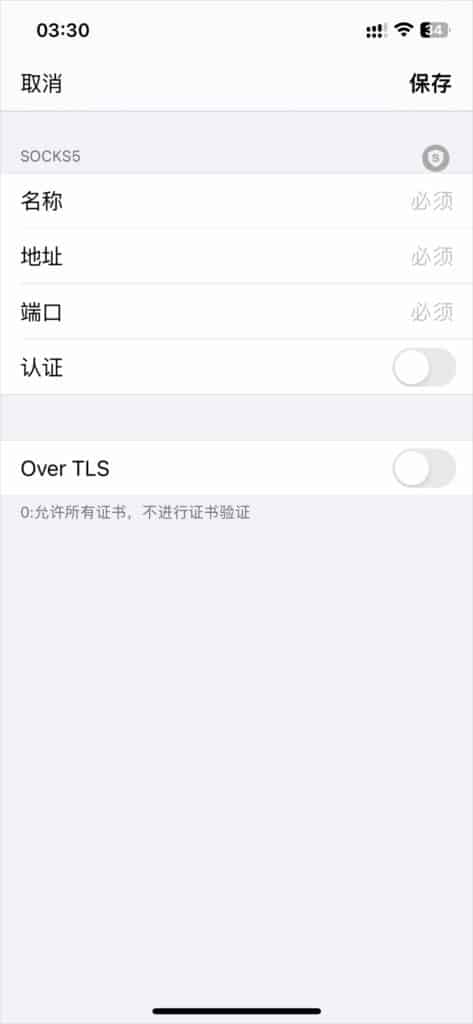 03:30
34
取消
保存
SOCKS5
S
名称
必须
地址
必须
端口
必须
认证
Over TLS
0:允许所有证书，不进行证书验证